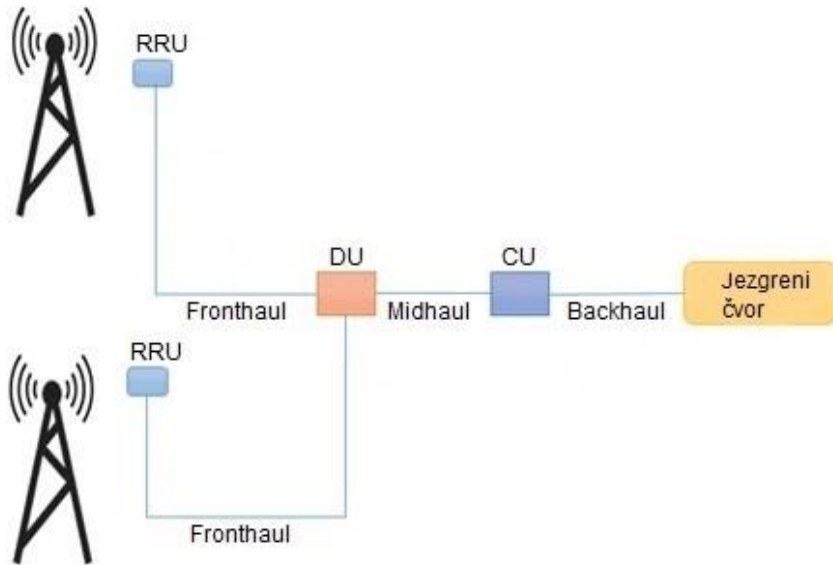 RRU
DU
CU
Jezgreni
čvor
Fronthaul
Midhaul
Backhaul
RRU
Fronthaul